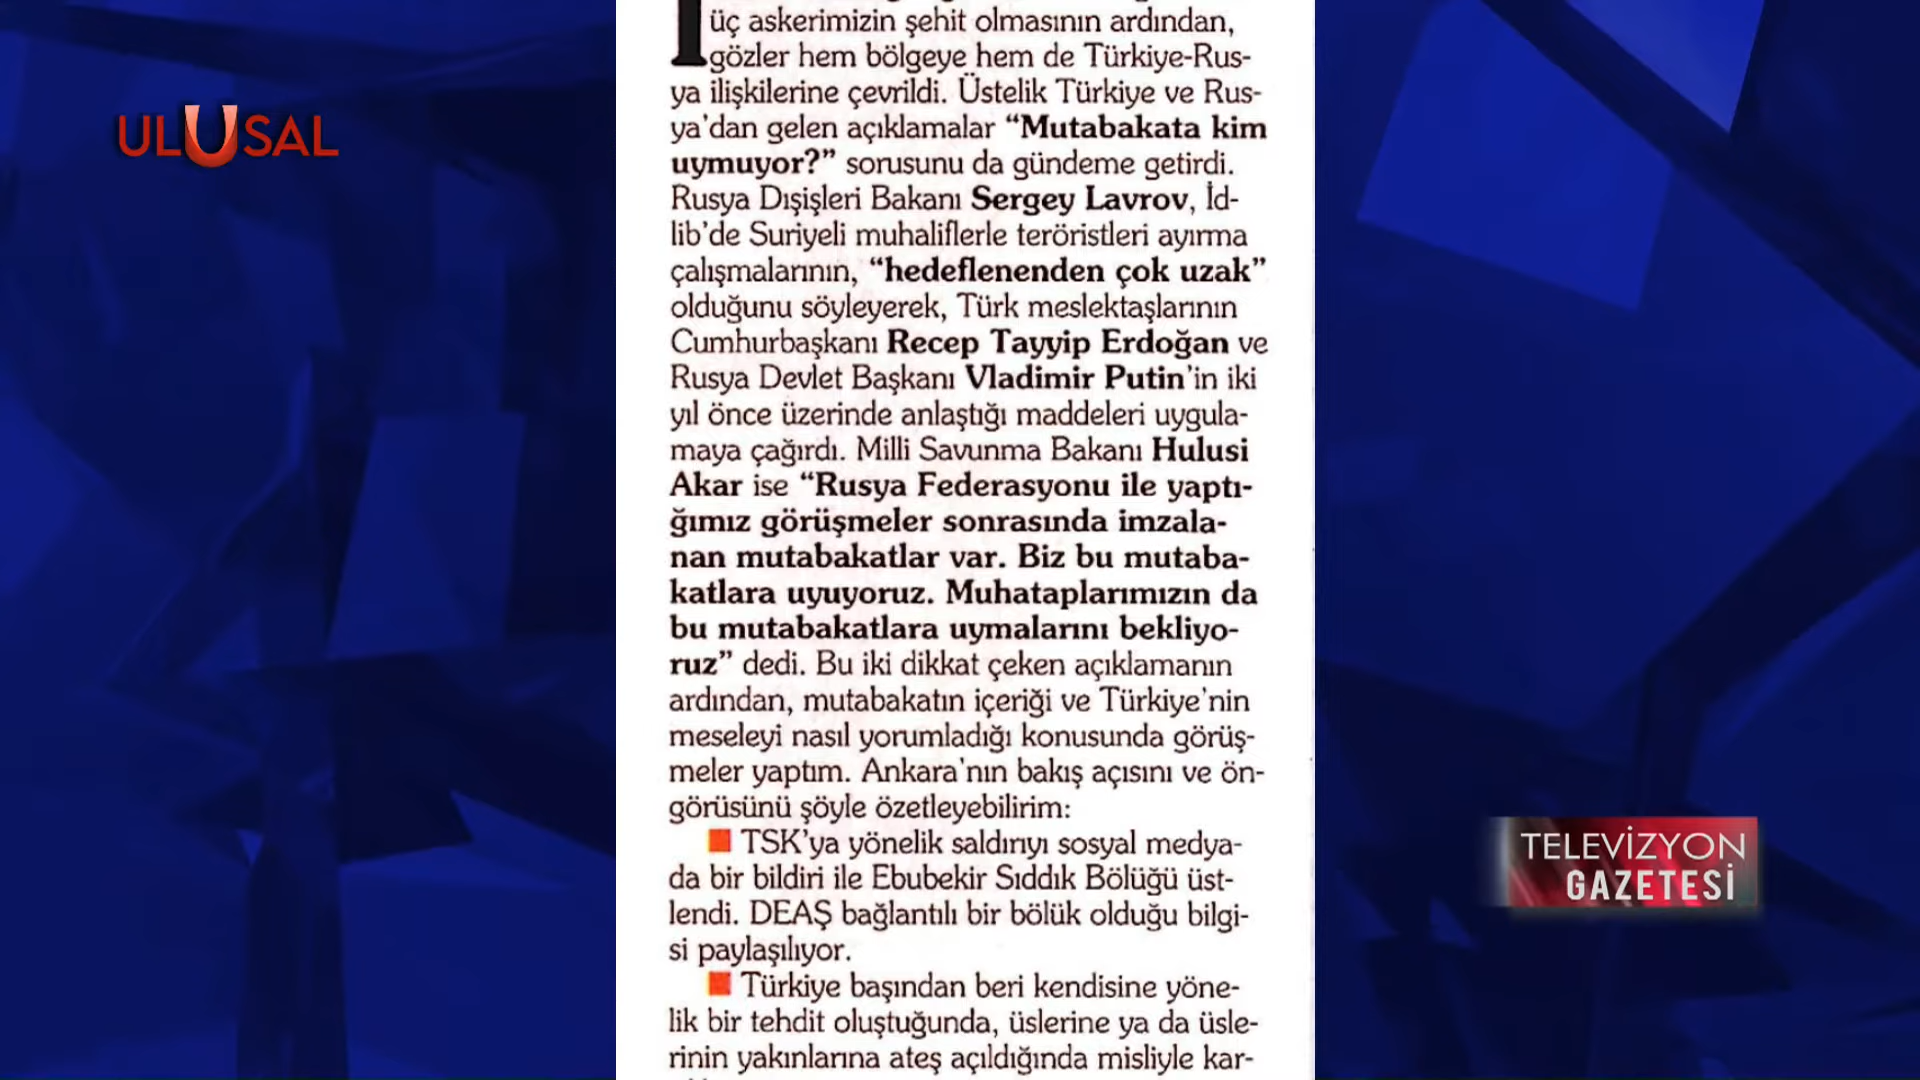 üç askerimizin şehit olmasının ardından,
gözler hem bölgeye hem de Türkiye-Rus-
ya ilişkilerine çevrildi. Üstelik Türkiye ve Rus-
ya'dan gelen açıklamalar “Mutabakata kim
uymuyor?” sorusunu da gündeme getirdi.
Rusya Dışişleri Bakanı Sergey Lavrov, İd-
lib'de Suriyeli muhaliflerle teröristleri ayırma
çalışmalarının, “hedeflenenden çok uzak”
olduğunu söyleyerek, Türk meslektaşlarının
Cumhurbaşkanı Recep Tayyip Erdoğan ve
Rusya Devlet Başkanı Vladimir Putin'in iki
yıl önce üzerinde anlaştığı maddeleri uygula-
maya çağırdı. Milli Savunma Bakanı Hulusi
Akar ise “Rusya Federasyonu ile yaptı-
ğımız görüşmeler sonrasında imzala-
nan mutabakatlar var. Biz bu mutaba-
katlara uyuyoruz. Muhataplarımızın da
bu mutabakatlara uymalarını bekliyo-
ruz” dedi. Bu iki dikkat çeken açıklamanın
ardından, mutabakatın içeriği ve Türkiye'nin
meseleyi nasıl yorumladığı konusunda görüş-
meler yaptım. Ankara'nın bakış açısını ve ön-
görüsünü şöyle özetleyebilirim:
TSK'ya yönelik saldırıyı sosyal medya-
da bir bildiri ile Ebubekir Sıddık Bölüğü üst-
lendi. DEAŞ bağlantılı bir bölük olduğu bilgi-
si paylaşılıyor.
Türkiye başından beri kendisine yöne-
lik bir tehdit oluştuğunda, üslerine ya da üsle-
rinin yakınlarına ateş açıldığında misliyle kar-
ULUSAL
TELEVİZYON
GAZETESİ